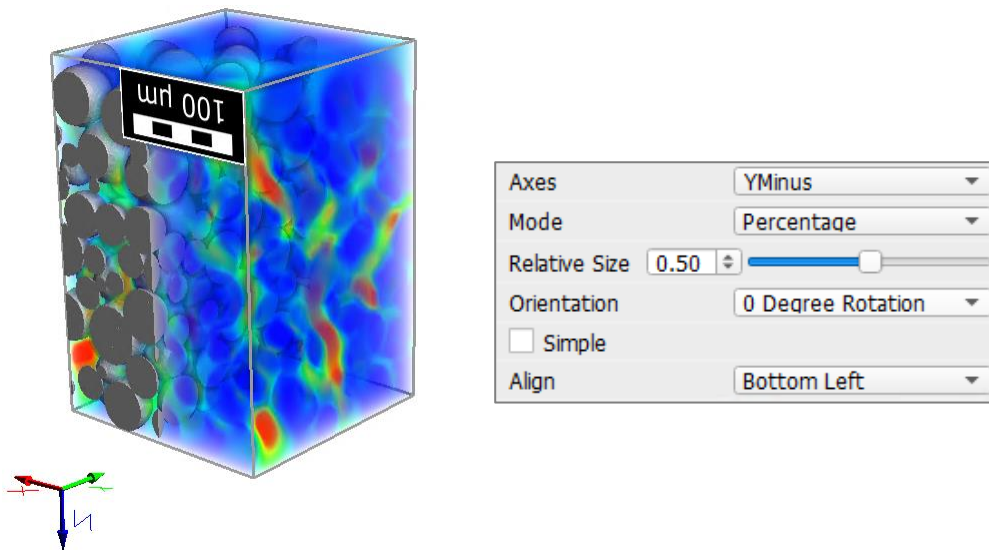 100 µm
Axes YMinus
Mode Percentage
Relative Size 0.50
Orientation 0 Degree Rotation
Simple
Align Bottom Left
X
Y
Z